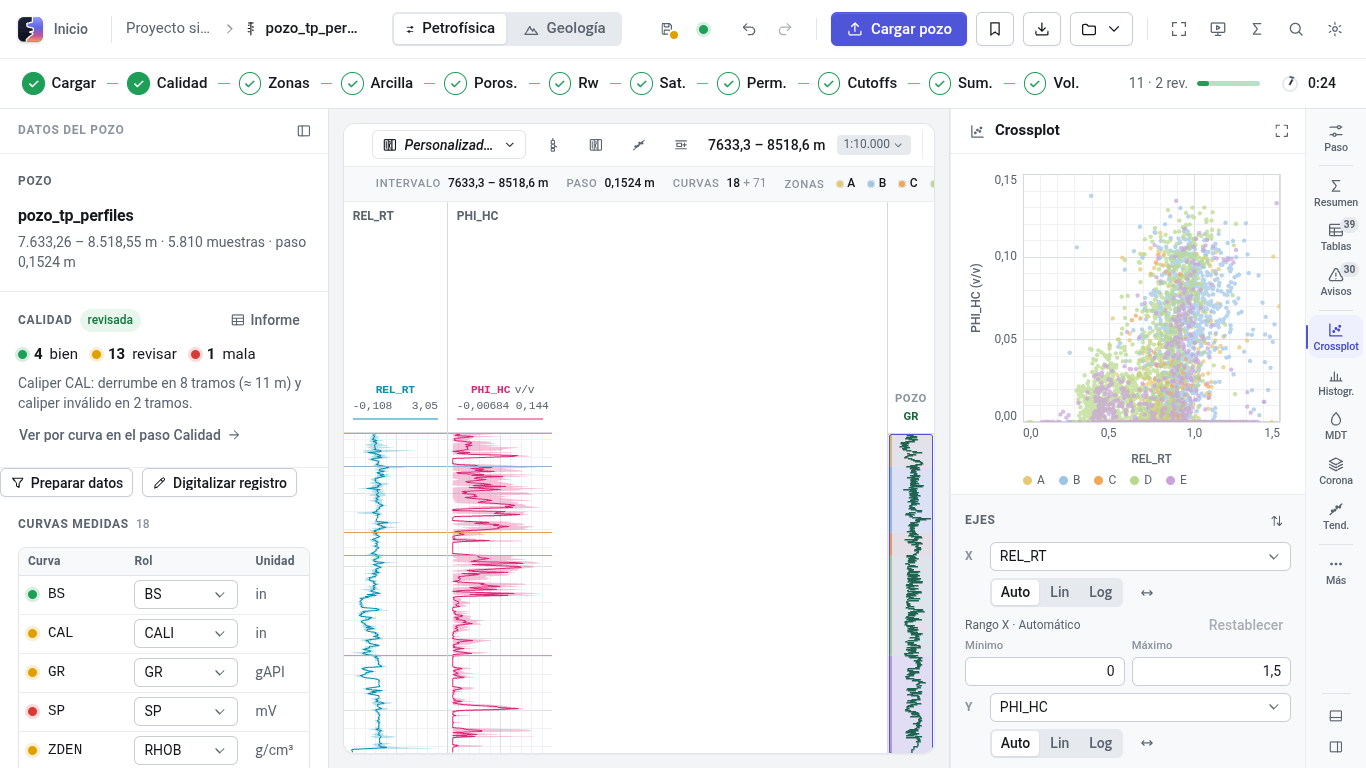 Inicio
Proyecto si...
pozo_tp_per...
Petrofísica
Geología
Cargar pozo
Cargar
Calidad
Zonas
Arcilla
Poros.
Rw
Sat.
Perm.
Cutoffs
Sum.
Vol.
11 · 2 rev.
0:24
DATOS DEL POZO
POZO
pozo_tp_perfiles
7.633,26 – 8.518,55 m · 5.810 muestras · paso
0,1524 m
CALIDAD
revisada
Informe
4 bien
13 revisar
1 mala
Caliper CAL: derrumbe en 8 tramos (≈ 11 m) y
caliper inválido en 2 tramos.
Ver por curva en el paso Calidad →
Preparar datos
Digitalizar registro
CURVAS MEDIDAS 18
Curva Rol Unidad
BS BS in
CAL CALI in
GR GR gAPI
SP SP mV
ZDEN RHOB g/cm³
Personalizad...
7633,3 – 8518,6 m
1:10.000
INTERVALO 7633,3 – 8518,6 m PASO 0,1524 m CURVAS 18 + 71 ZONAS A B C
REL_RT
PHI_HC
REL_RT
-0,108 3,05
PHI_HC v/v
-0,00684 0,144
POZO
GR
Crossplot
PHI_HC (v/v)
0,15
0,10
0,05
0,00
0,0
0,5
1,0
1,5
REL_RT
A
B
C
D
E
EJES
X
REL_RT
Auto
Lin
Log
Rango X · Automático
Restablecer
Mínimo
Máximo
0
1,5
Y
PHI_HC
Auto
Lin
Log
Paso
Resumen
39
Tablas
30
Avisos
Crossplot
Histogr.
MDT
Corona
Tend.
Más